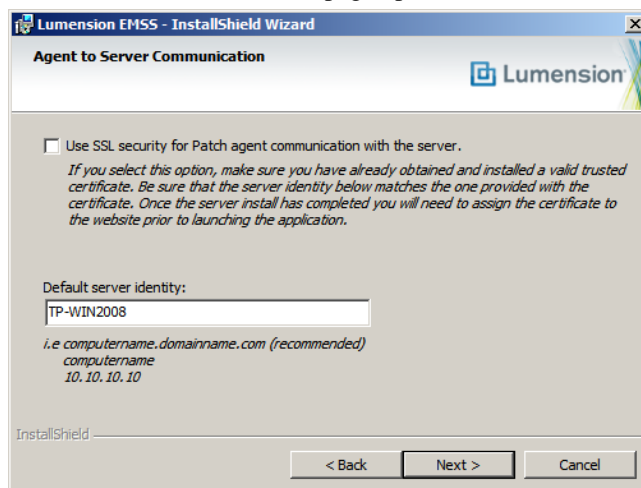 Lumension EMSS - InstallShield Wizard
Agent to Server Communication
Lumension
Use SSL security for Patch agent communication with the server.
If you select this option, make sure you have already obtained and installed a valid trusted
certificate. Be sure that the server identity below matches the one provided with the
certificate. Once the server install has completed you will need to assign the certificate to
the website prior to launching the application.
Default server identity:
TP-WIN2008
i.e computername.domainname.com (recommended)
computername
10.10.10.10
InstallShield
< Back Next > Cancel